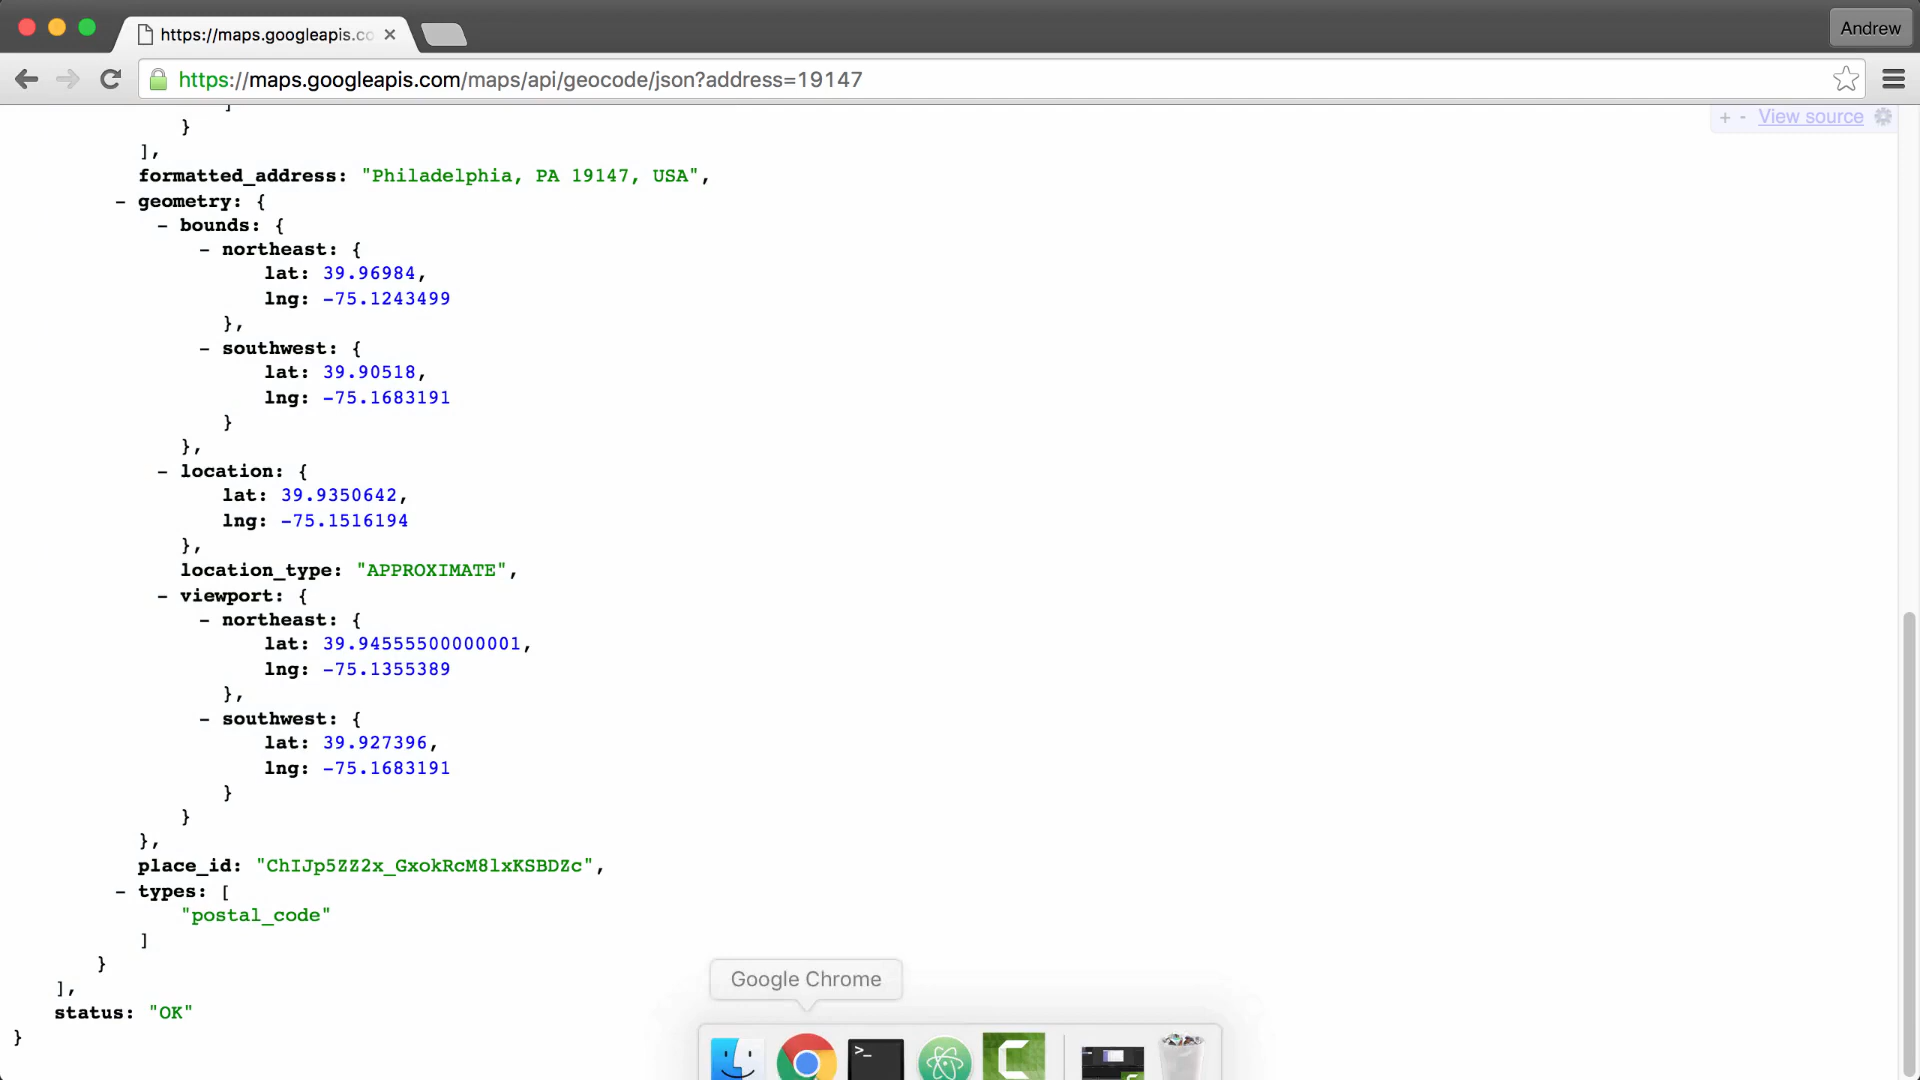 https://maps.googleapis.co
Andrew
https://maps.googleapis.com/maps/api/geocode/json?address=19147
+ - View source
]
}
],
formatted_address: "Philadelphia, PA 19147, USA",
- geometry: {
- bounds: {
- northeast: {
lat: 39.96984,
lng: -75.1243499
},
- southwest: {
lat: 39.90518,
lng: -75.1683191
}
},
- location: {
lat: 39.9350642,
lng: -75.1516194
},
location_type: "APPROXIMATE",
- viewport: {
- northeast: {
lat: 39.94555500000001,
lng: -75.1355389
},
- southwest: {
lat: 39.927396,
lng: -75.1683191
}
}
},
place_id: "ChIJp5ZZ2x_GxokRcM8lxKSBDZc",
- types: [
"postal_code"
]
}
],
status: "OK"
}
Google Chrome
>_